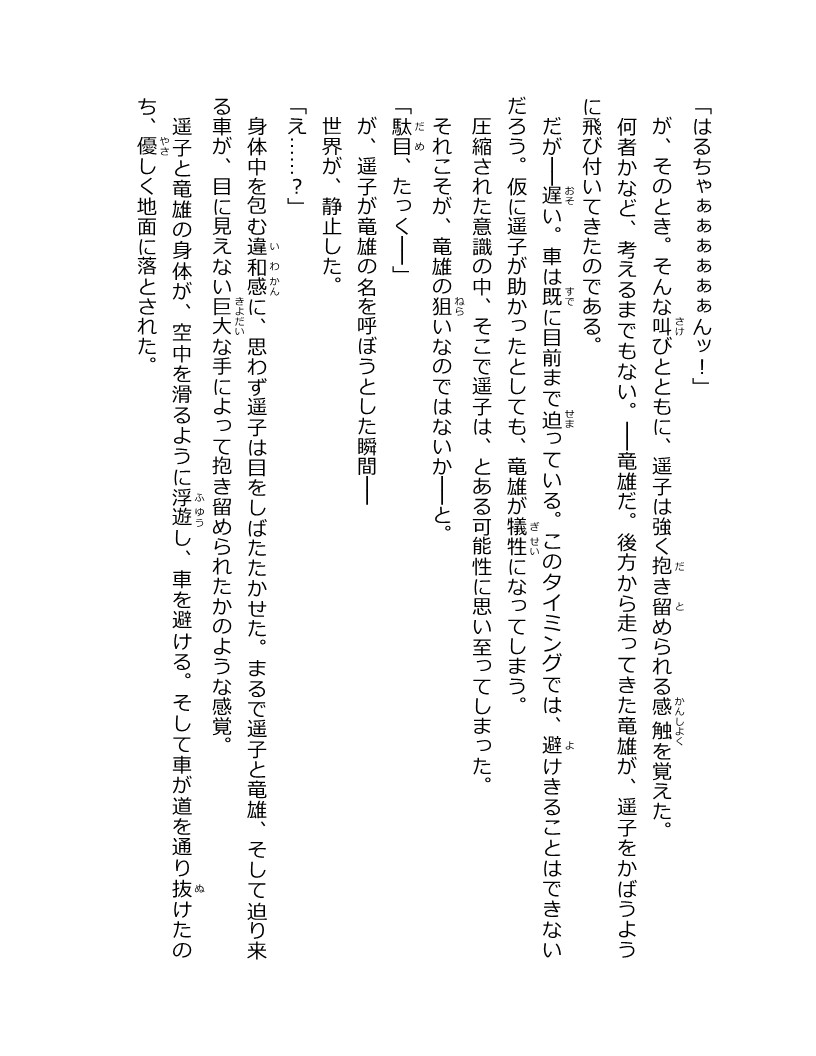 「はるちゃぁぁぁぁぁぁんッ！」
が、そのとき。そんな叫びとともに、遥子は強く抱き留められる感触を覚えた。
何者かなど、考えるまでもない。――竜雄だ。後方から走ってきた竜雄が、遥子をかばうよう
に飛び付いてきたのである。
だが――遅い。車は既に目前まで迫っている。このタイミングでは、避けきることはできない
だろう。仮に遥子が助かったとしても、竜雄が犠牲になってしまう。
圧縮された意識の中、そこで遥子は、とある可能性に思い至ってしまった。
それこそが、竜雄の狙いなのではないか――と。
「駄目、たっく――」
が、遥子が竜雄の名を呼ぼうとした瞬間――
世界が、静止した。
「え……？」
身体中を包む違和感に、思わず遥子は目をしばたたかせた。まるで遥子と竜雄、そして迫り来
る車が、目に見えない巨大な手によって抱き留められたかのような感覚。
遥子と竜雄の身体が、空中を滑るように浮遊し、車を避ける。そして車が道を通り抜けたの
ち、優しく地面に落とされた。